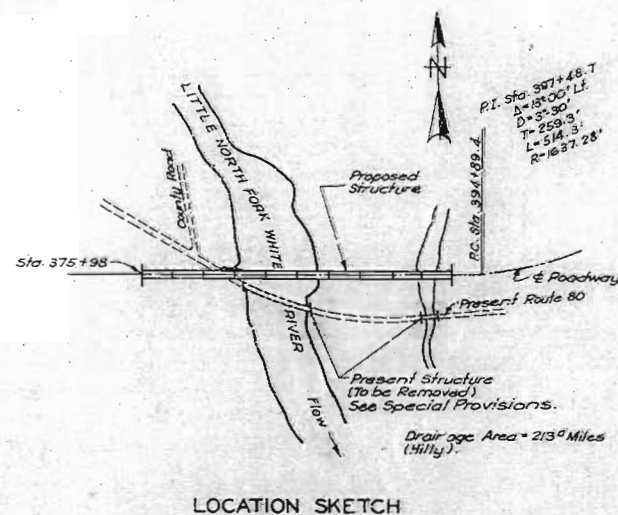 N
P.I. Sta. 397+48.7
Δ=18°00' Lt.
D=3°30'
T=259.3'
L=514.3'
R=1637.28'
P.C. Sta. 394+89.4
LITTLE NORTH FORK WHITE
RIVER
County Road
Proposed
Structure
Sta. 375+98
℄ Roadway
Present Route 80
Present Structure
(To be Removed)
See Special Provisions.
Flow
Drainage Area = 213□ Miles
(Hilly).
LOCATION SKETCH